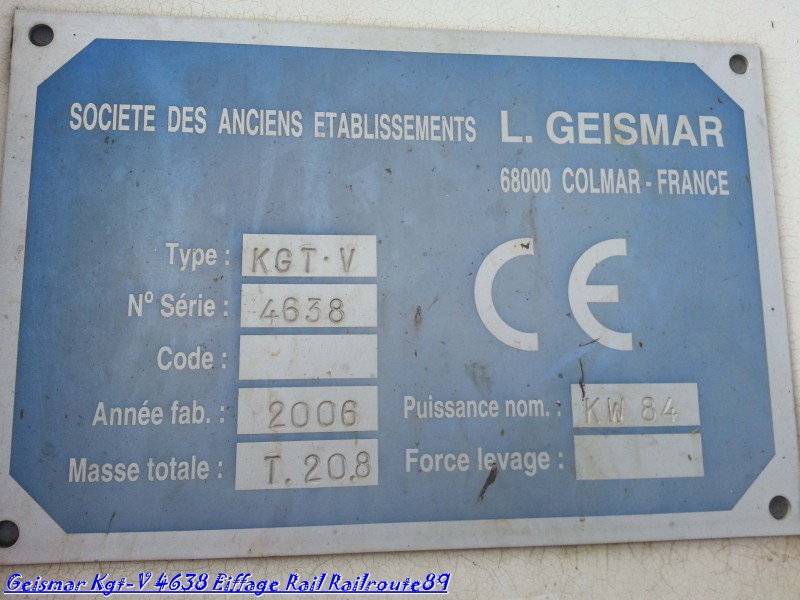 SOCIETE DES ANCIENS ETABLISSEMENTS L. GEISMAR
68000 COLMAR - FRANCE
Type : KGT·V
N° Série : 4638
CE
Code :
Année fab. : 2006 Puissance nom. : KW 84
Masse totale : T. 20.8 Force levage :
Geismar Kgt-V 4638 Eiffage Rail Railroute89